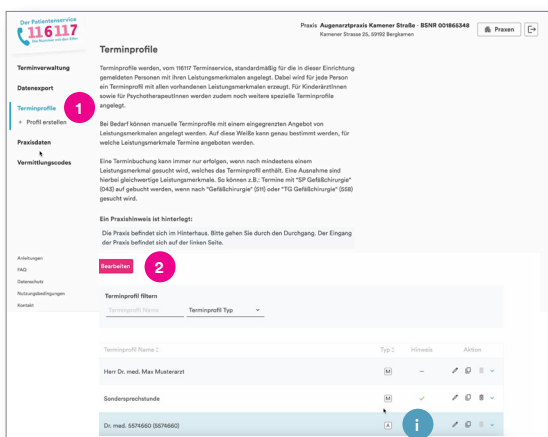 Der Patientenservice
116117
Die Nummer mit den Elfen
Praxis Augenarztpraxis Kamener Straße - BSNR 001865348
Kamener Strasse 25, 59192 Bergkamen
Praxen
Terminprofile
Terminverwaltung
Datenexport
Terminprofile
1
+ Profil erstellen
Praxisdaten
Vermittlungscodes
Terminprofile werden, vom 116117 Terminservice, standardmäßig für die in dieser Einrichtung
gemeldeten Personen mit ihren Leistungsmerkmalen angelegt. Dabei wird für jede Person
ein Terminprofil mit allen vorhandenen Leistungsmerkmalen erzeugt. Für KinderärztInnen
sowie für PsychotherapeutInnen werden zudem noch weitere spezielle Terminprofile
angelegt.
Bei Bedarf können manuelle Terminprofile mit einem eingegrenzten Angebot von
Leistungsmerkmalen angelegt werden. Auf diese Weiße kann genau bestimmt werden, für
welche Leistungsmerkmale Termine angeboten werden.
Eine Terminbuchung kann immer nur erfolgen, wenn nach mindestens einem
Leistungsmerkmal gesucht wird, welches das Terminprofil enthält. Eine Ausnahme sind
hierbei gleichwertige Leistungsmerkmale. So können z.B.: Termine mit "SP Gefäßchirurgie"
(043) auf gebucht werden, wenn nach "Gefäßchirurgie" (511) oder "TG Gefäßchirurgie" (558)
gesucht wird.
Ein Praxishinweis ist hinterlegt:
Die Praxis befindet sich im Hinterhaus. Bitte gehen Sie durch den Durchgang. Der Eingang
der Praxis befindet sich auf der linken Seite.
Bearbeiten
2
Anleitungen
FAQ
Datenschutz
Nutzungsbedingungen
Kontakt
Terminprofil filtern
Terminprofil Name
Terminprofil Typ
Terminprofil Name Typ Hinweis Aktion
Herr Dr. med. Max Musterarzt M –
Sondersprechstunde M
Dr. med. 5574660 (5574660) A i